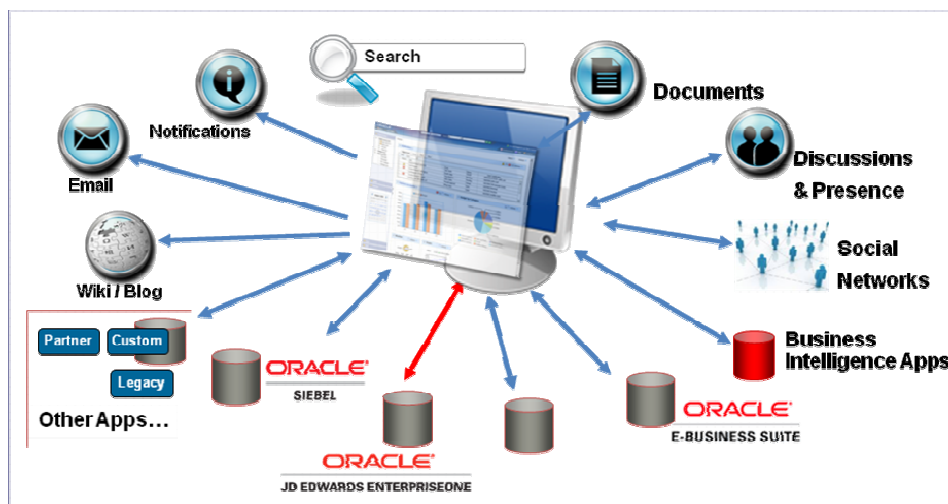 Search
Documents
Notifications
Discussions
& Presence
Email
Social
Networks
Wiki / Blog
Partner
Custom
Legacy
Other Apps...
ORACLE®
SIEBEL
Business
Intelligence Apps
ORACLE®
JD EDWARDS ENTERPRISEONE
ORACLE®
E-BUSINESS SUITE